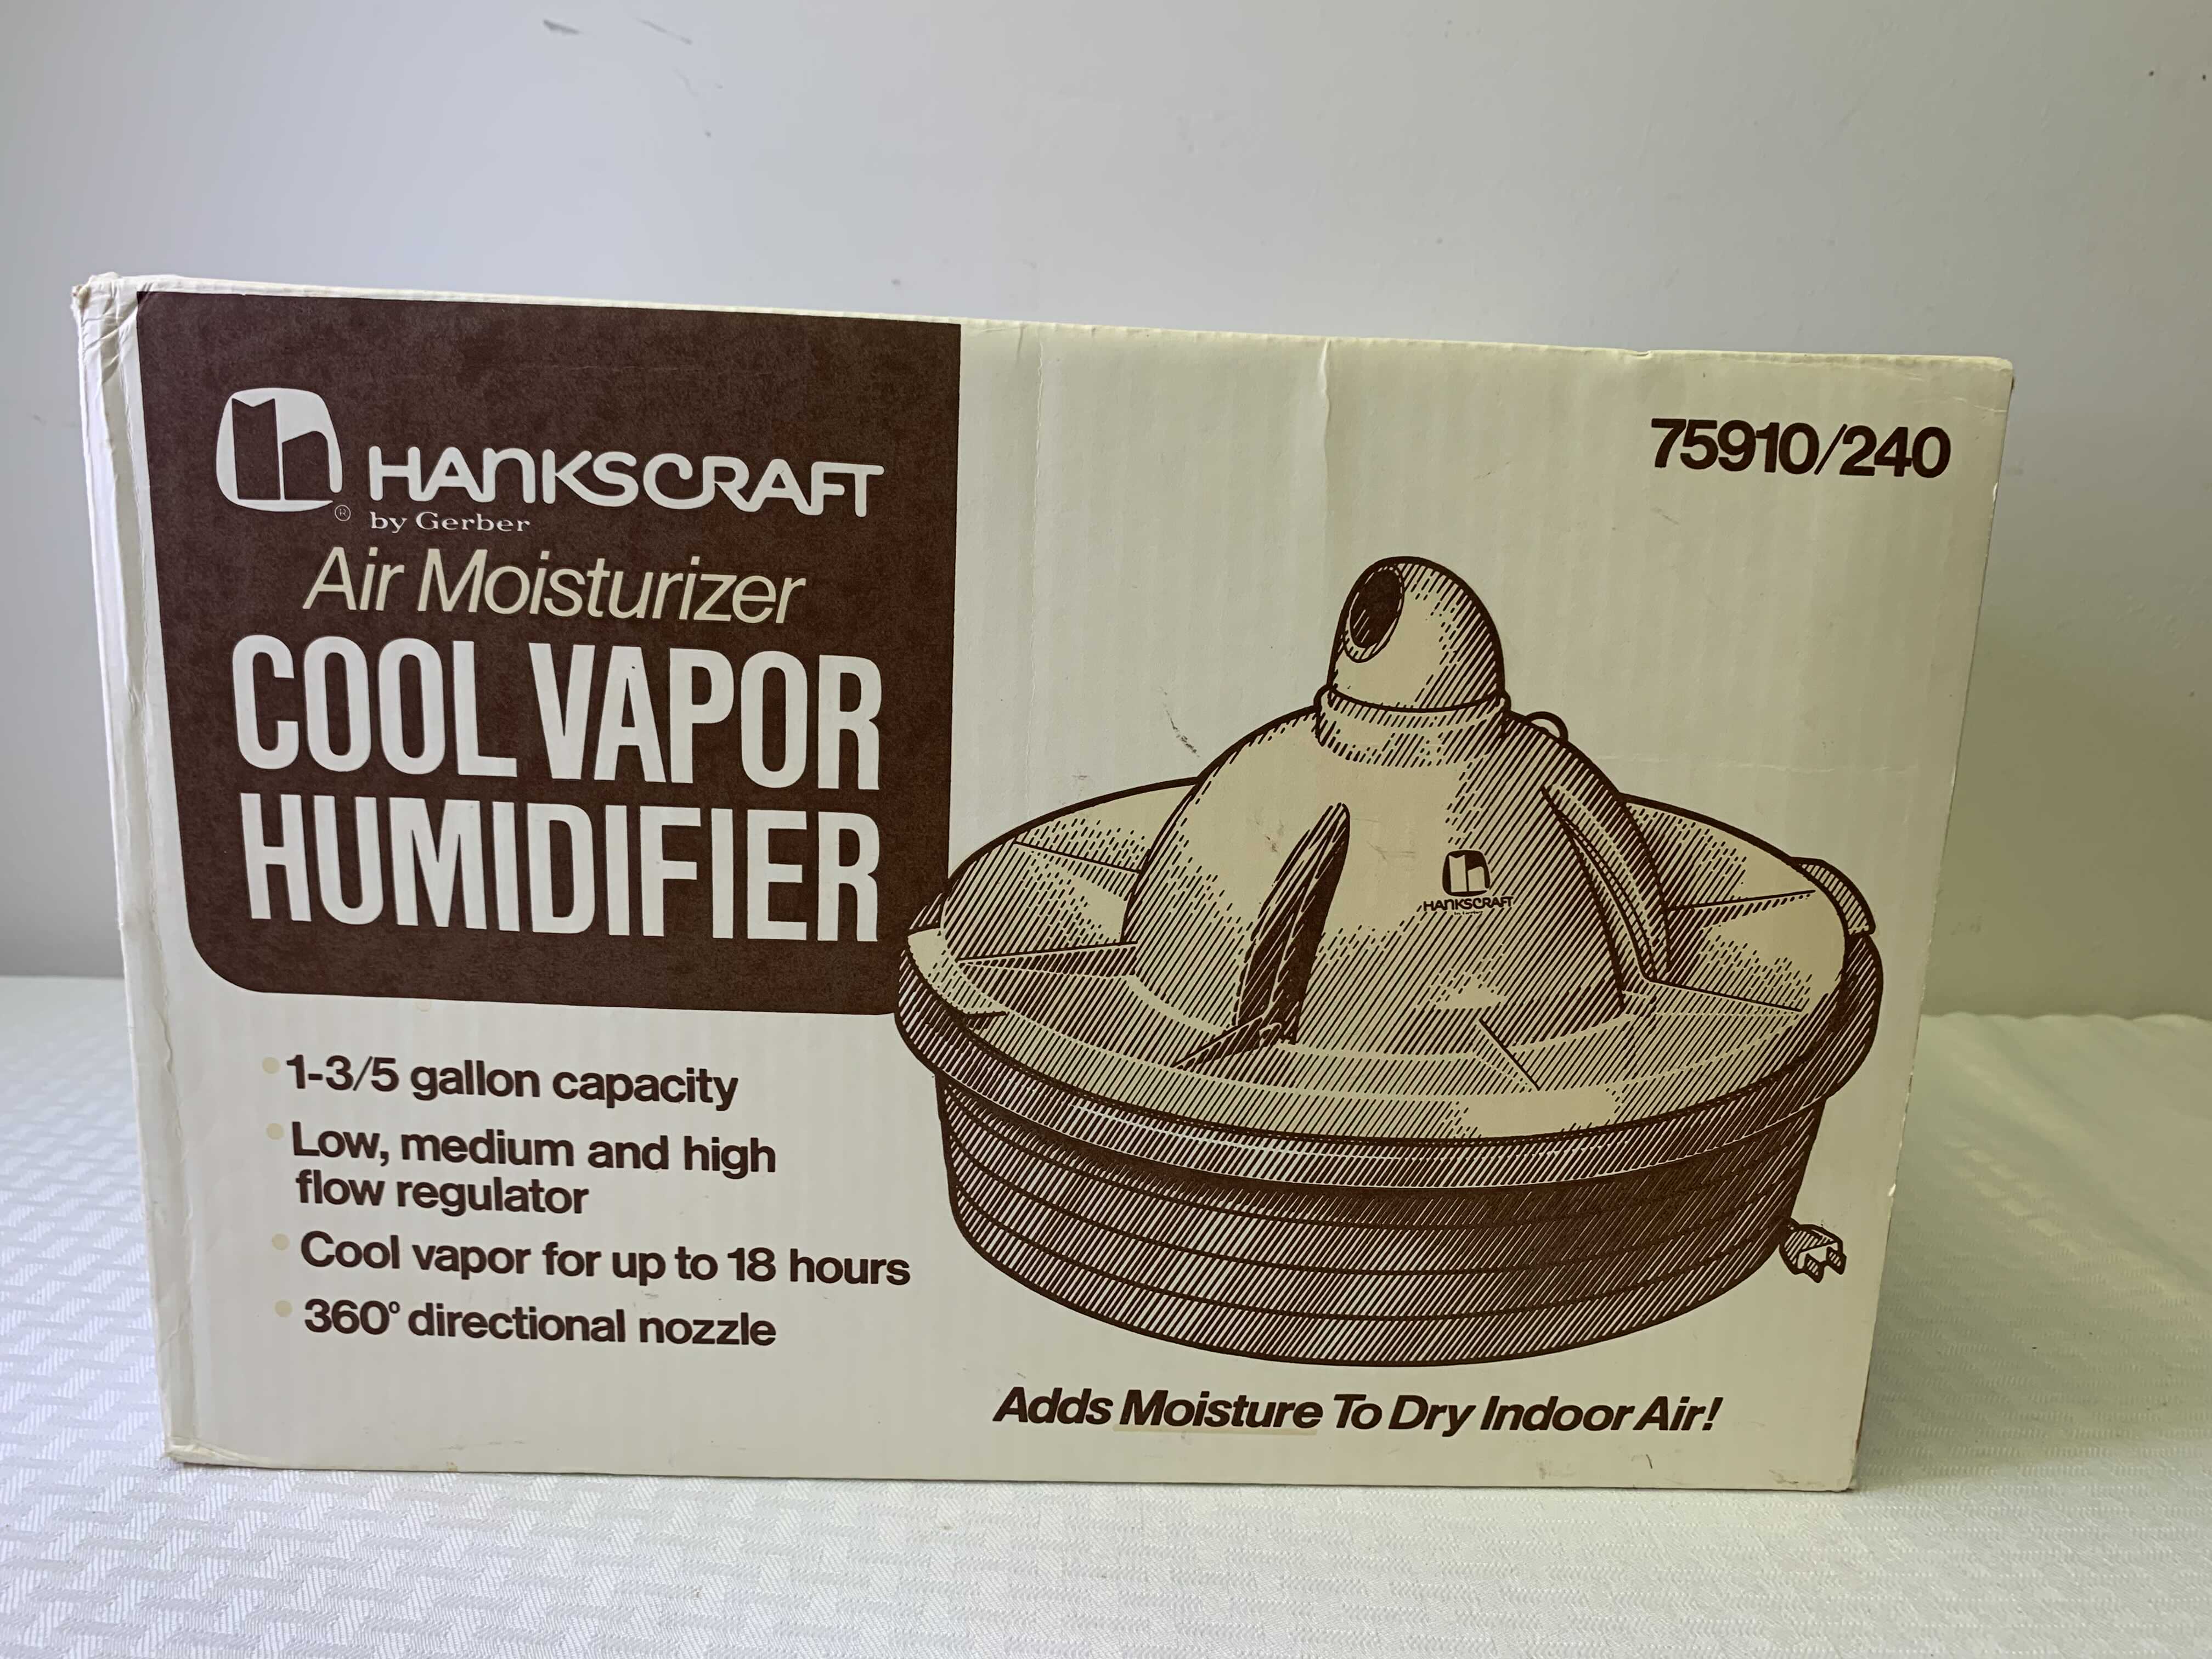 HANKSCRAFT
®
by Gerber
Air Moisturizer
COOL VAPOR
HUMIDIFIER
75910/240
HANKSCRAFT
1-3/5 gallon capacity
Low, medium and high
flow regulator
Cool vapor for up to 18 hours
360° directional nozzle
Adds Moisture To Dry Indoor Air!